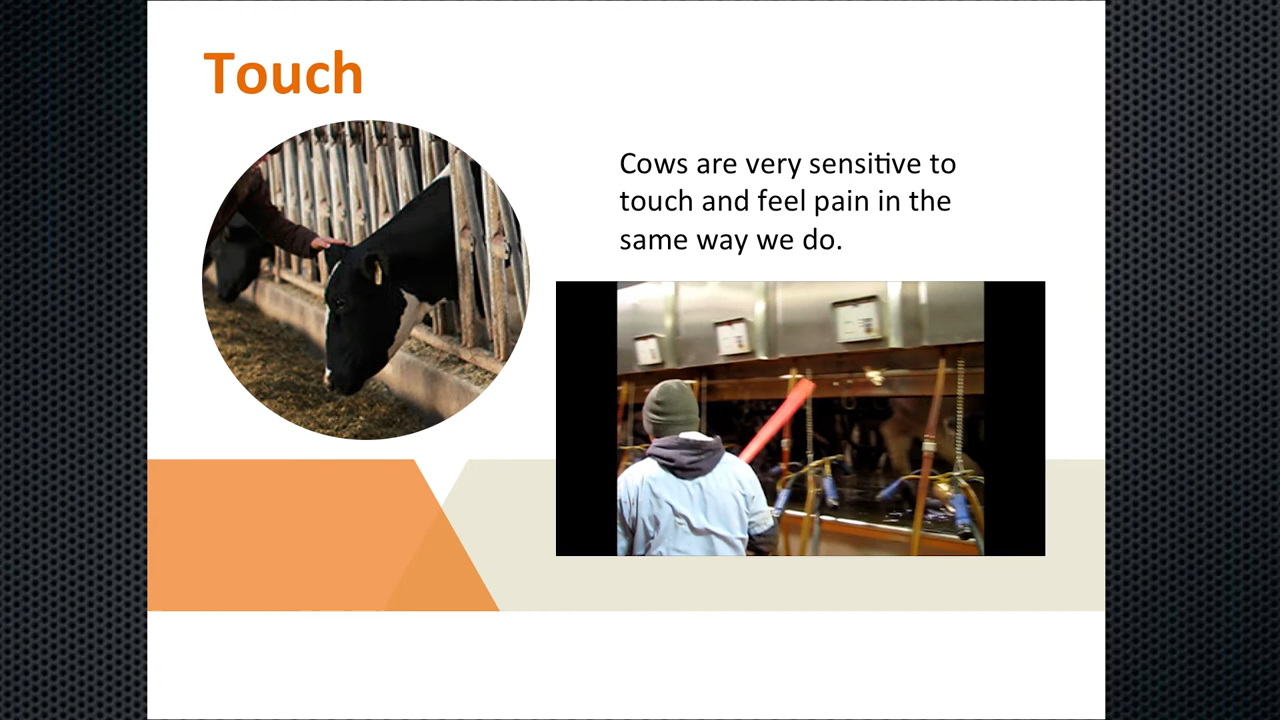 Touch
Cows are very sensitive to
touch and feel pain in the
same way we do.